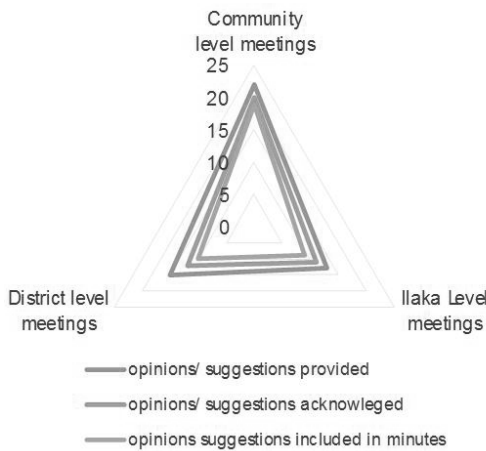 Community
level meetings
25
20
15
10
5
0
District level
meetings
Ilaka Level
meetings
opinions/ suggestions provided
opinions/ suggestions acknowleged
opinions suggestions included in minutes